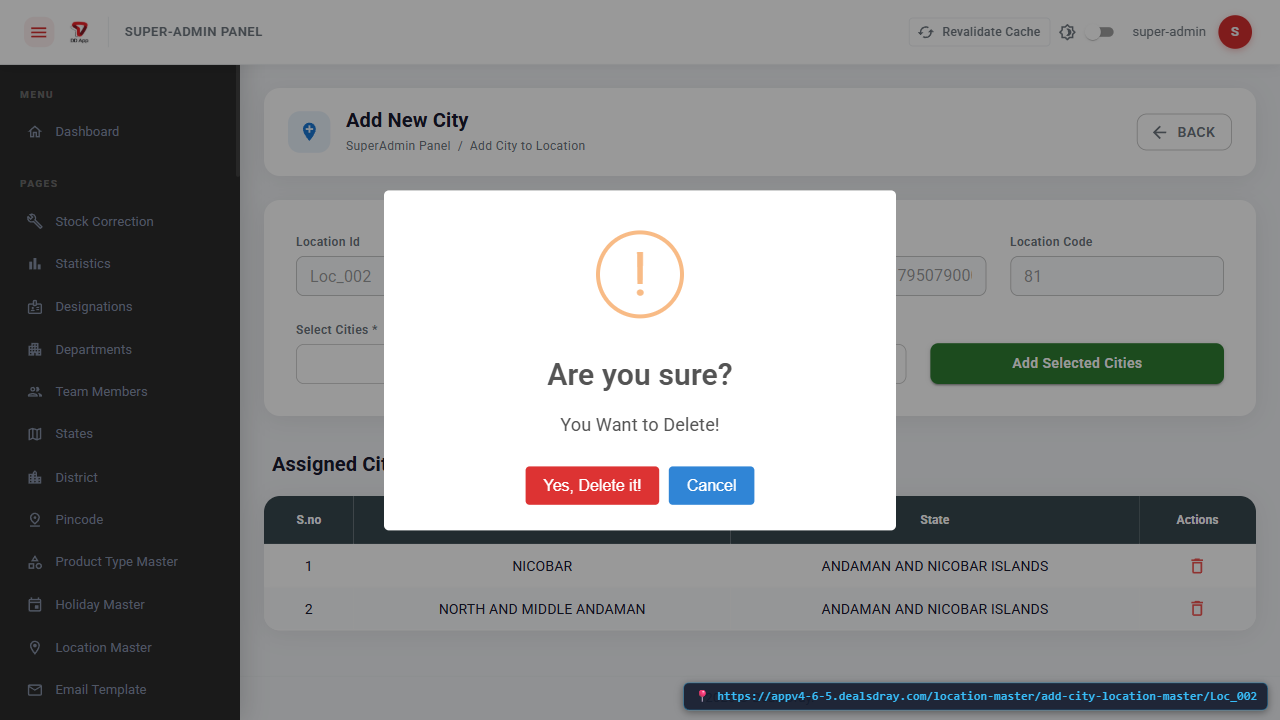 DD App
SUPER-ADMIN PANEL
Revalidate Cache
super-admin
S
MENU
Dashboard
PAGES
Stock Correction
Statistics
Designations
Departments
Team Members
States
District
Pincode
Product Type Master
Holiday Master
Location Master
Email Template
Add New City
SuperAdmin Panel / Add City to Location
BACK
Location Id
Loc_002
7950790
Location Code
81
Select Cities *
Add Selected Cities
Are you sure?
You Want to Delete!
Yes, Delete it!
Cancel
Assigned Cit
S.no
State
Actions
1
NICOBAR
ANDAMAN AND NICOBAR ISLANDS
2
NORTH AND MIDDLE ANDAMAN
ANDAMAN AND NICOBAR ISLANDS
https://appv4-6-5.dealsdray.com/location-master/add-city-location-master/Loc_002